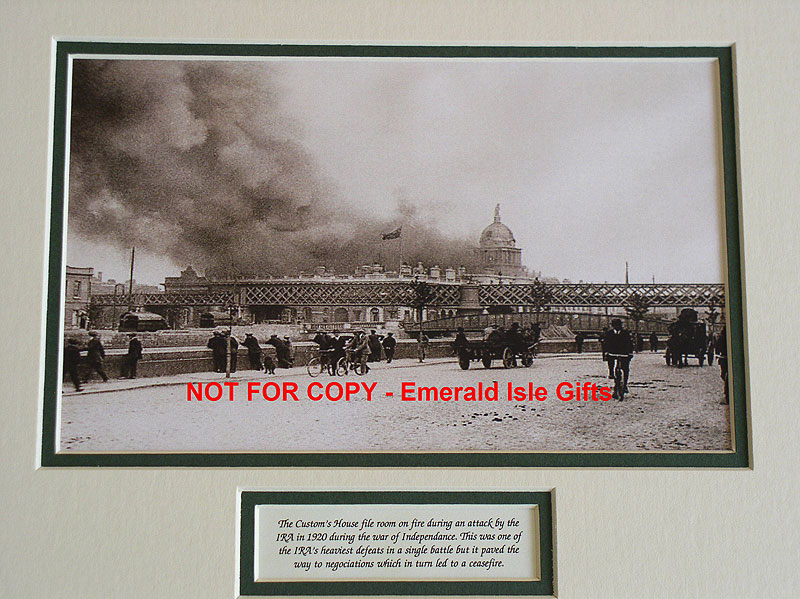 NOT FOR COPY - Emerald Isle Gifts
The Custom's House file room on fire during an attack by the
IRA in 1920 during the war of Independance. This was one of
the IRA's heaviest defeats in a single battle but it paved the
way to negociations which in turn led to a ceasefire.